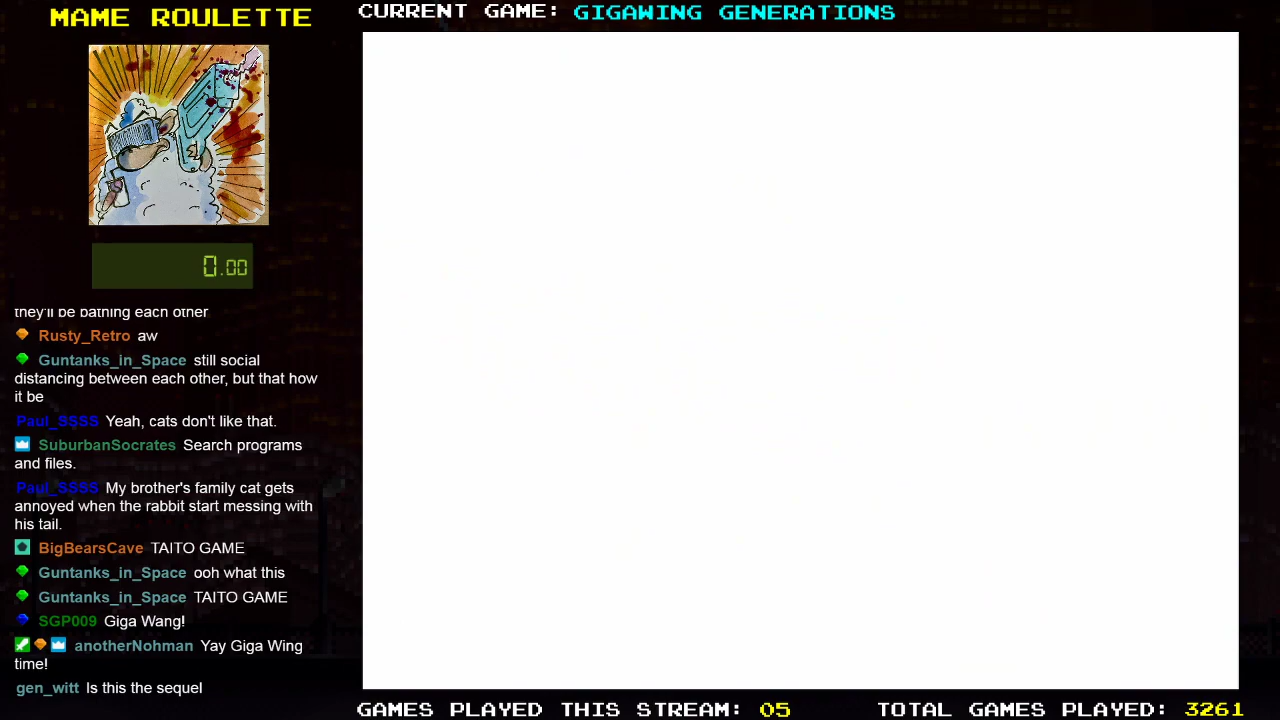 MAME ROULETTE
CURRENT GAME: GIGAWING GENERATIONS
0.00
they'll be bathing each other
Rusty_Retro aw
Guntanks_in_Space still social
distancing between each other, but that how
it be
Paul_SSSS Yeah, cats don't like that.
SuburbanSocrates Search programs
and files.
Paul_SSSS My brother's family cat gets
annoyed when the rabbit start messing with
his tail.
BigBearsCave TAITO GAME
Guntanks_in_Space ooh what this
Guntanks_in_Space TAITO GAME
SGP009 Giga Wang!
anotherNohman Yay Giga Wing
time!
gen_witt Is this the sequel
GAMES PLAYED THIS STREAM: 05
TOTAL GAMES PLAYED: 3261